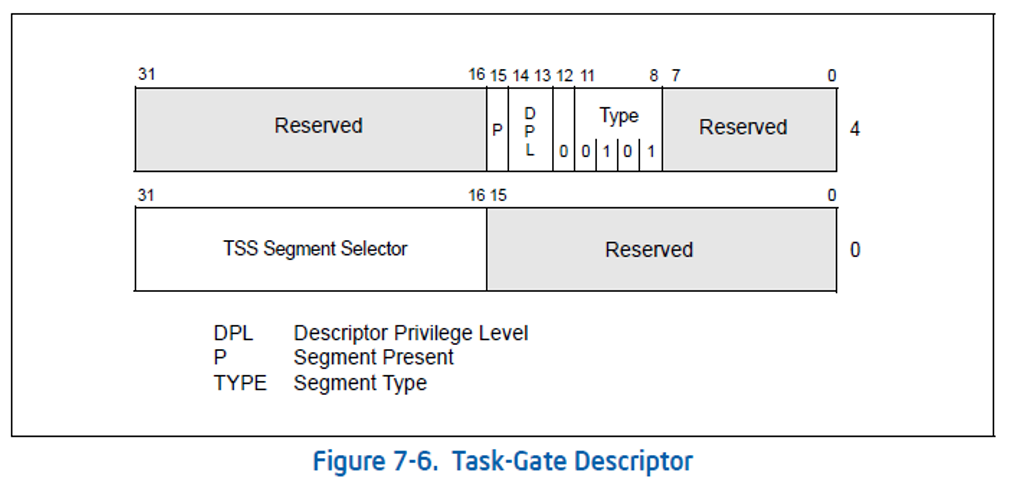 31 16 15 14 13 12 11 8 7 0
Reserved P DPL 0 Type 0 1 0 1 Reserved 4
31 16 15 0
TSS Segment Selector Reserved 0
DPL Descriptor Privilege Level
P Segment Present
TYPE Segment Type
Figure 7-6. Task-Gate Descriptor